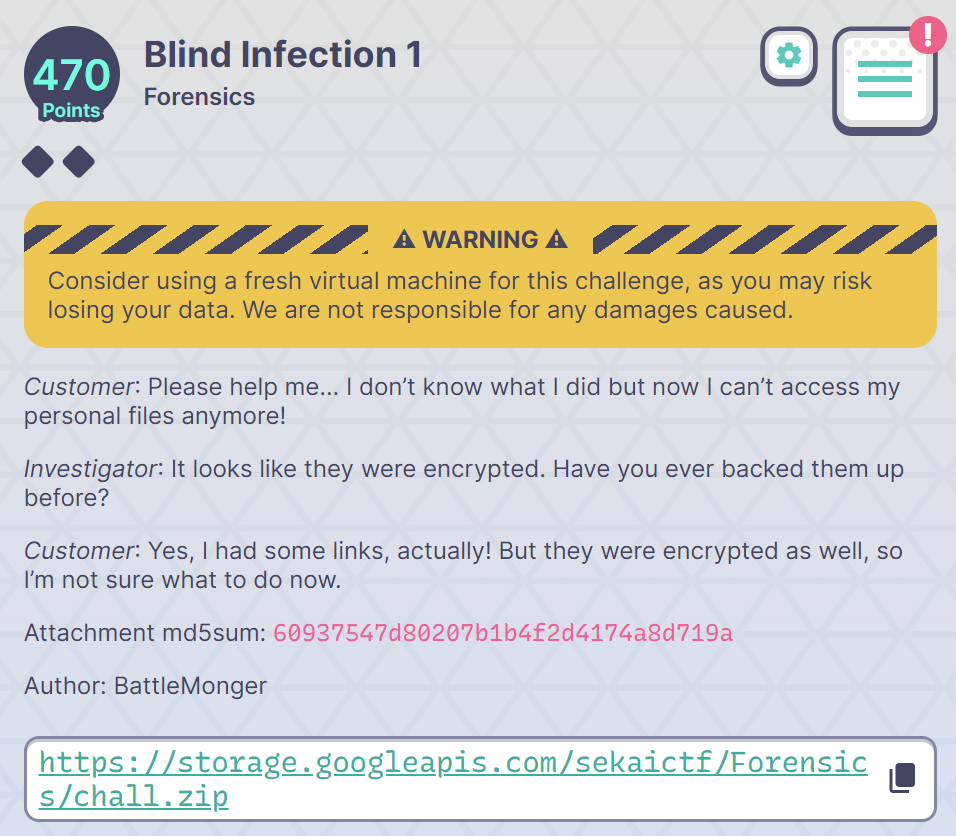 470
Points
Blind Infection 1
Forensics
!
⚠ WARNING ⚠
Consider using a fresh virtual machine for this challenge, as you may risk
losing your data. We are not responsible for any damages caused.
Customer: Please help me... I don’t know what I did but now I can’t access my
personal files anymore!
Investigator: It looks like they were encrypted. Have you ever backed them up
before?
Customer: Yes, I had some links, actually! But they were encrypted as well, so
I’m not sure what to do now.
Attachment md5sum: 60937547d80207b1b4f2d4174a8d719a
Author: BattleMonger
https://storage.googleapis.com/sekaictf/Forensic
s/chall.zip